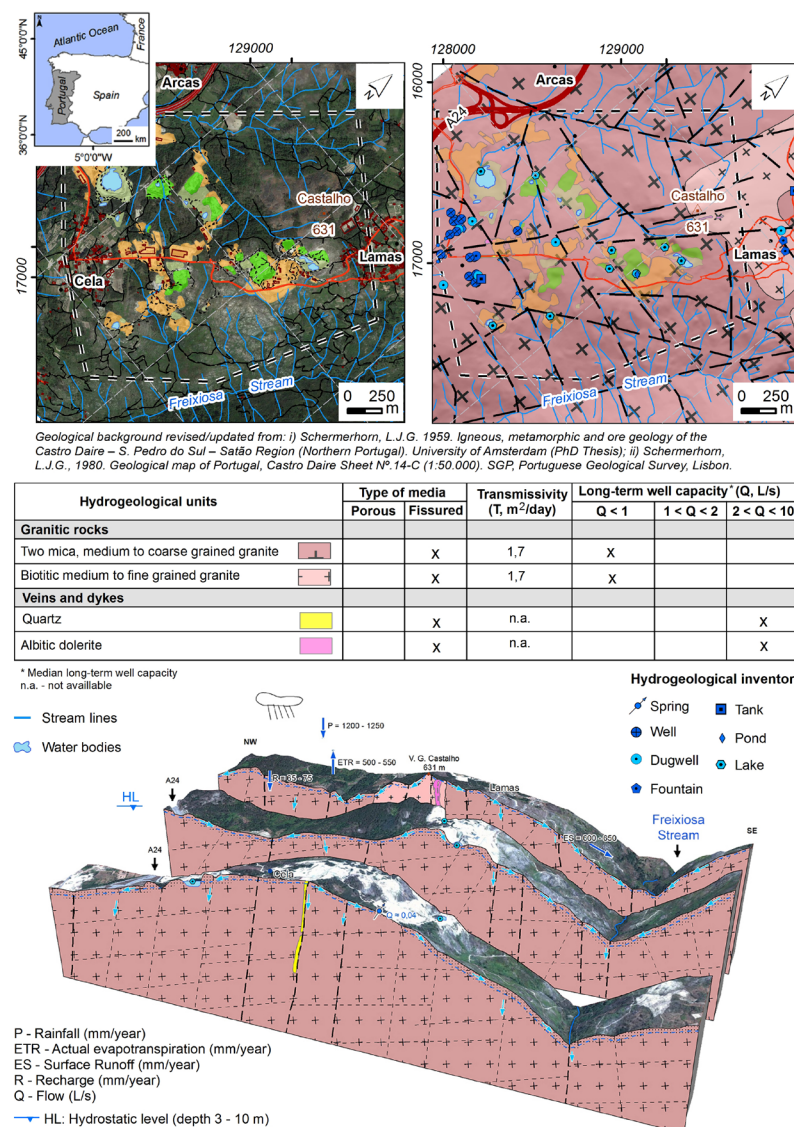 N
Atlantic Ocean
France
Portugal
Spain
45°0'0"N
36°0'0"N
5°0'0"W
200
km
129000
17000
Arcas
N
Castalho
631
Lamas
Cela
Freixiosa
Stream
0 250
m
128000
129000
16000
17000
Arcas
A24
N
Castalho
631
Lamas
Freixiosa
Stream
0 250
m
Geological background revised/updated from: i) Schermerhorn, L.J.G. 1959. Igneous, metamorphic and ore geology of the
Castro Daire – S. Pedro do Sul – Satão Region (Northern Portugal). University of Amsterdam (PhD Thesis); ii) Schermerhorn,
L.J.G., 1980. Geological map of Portugal, Castro Daire Sheet Nº.14-C (1:50.000). SGP, Portuguese Geological Survey, Lisbon.
Hydrogeological units
Type of media
Transmissivity
(T, m2/day)
Long-term well capacity* (Q, L/s)
Porous Fissured
Q < 1 1 < Q < 2 2 < Q < 10
Granitic rocks
Two mica, medium to coarse grained granite x 1,7 x
Biotitic medium to fine grained granite x 1,7 x
Veins and dykes
Quartz x n.a. x
Albitic dolerite x n.a. x
* Median long-term well capacity
n.a. - not availlable
Stream lines
Water bodies
Hydrogeological inventor
Spring
Tank
Well
Pond
Dugwell
Lake
Fountain
P = 1200 - 1250
NW
ETR = 500 - 550
V. G. Castalho
631 m
R = 65 - 75
A24
Lamas
HL
ES = 600 - 650
Freixiosa
Stream
SE
A24
Cela
Q = 0,04
P - Rainfall (mm/year)
ETR - Actual evapotranspiration (mm/year)
ES - Surface Runoff (mm/year)
R - Recharge (mm/year)
Q - Flow (L/s)
HL: Hydrostatic level (depth 3 - 10 m)